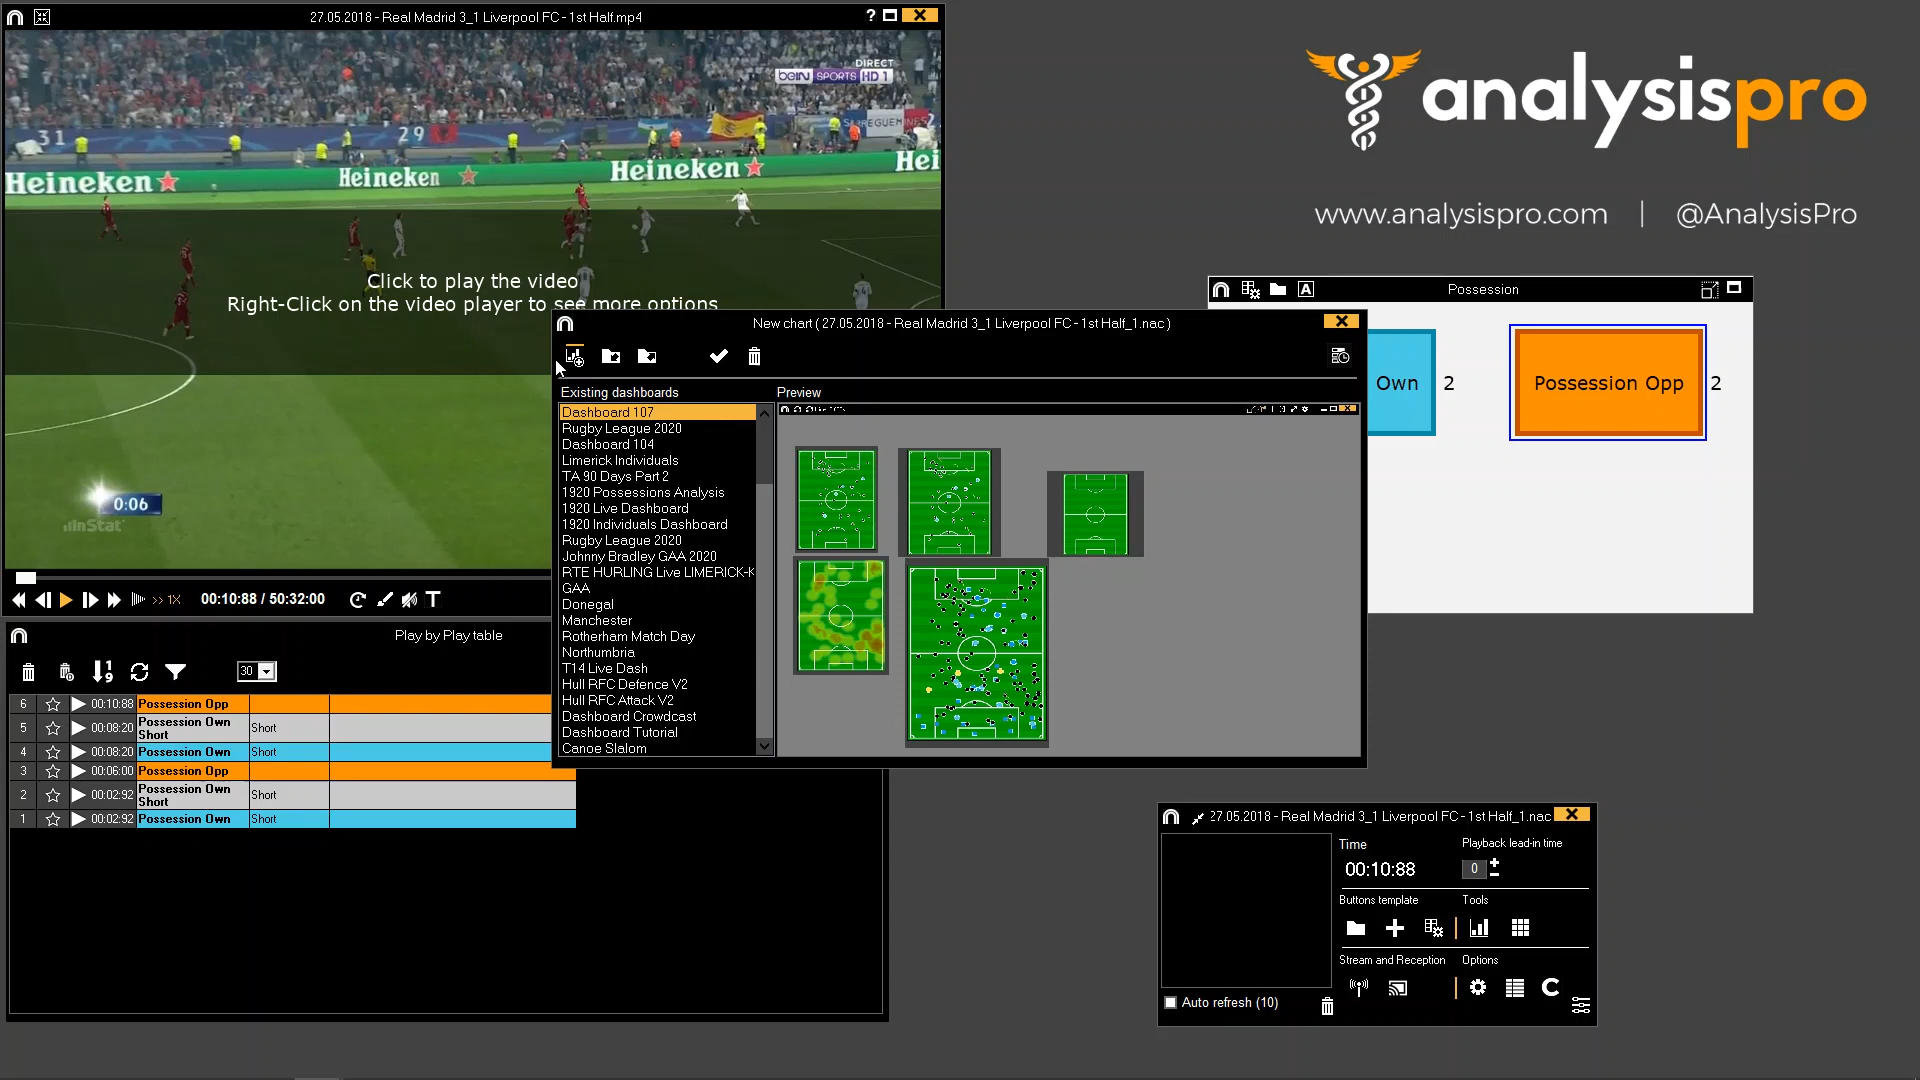 27.05.2018 - Real Madrid 3_1 Liverpool FC - 1st Half.mp4
?
DIRECT
beIN SPORTS HD 1
31
29
Heineken
Heineken
Heineken
Hei
Click to play the video
Right-Click on the video player to see more options
0:06
InStat
>> 1X
00:10:88 / 50:32:00
T
analysispro
www.analysispro.com | @AnalysisPro
A
Possession
Own
2
Possession Opp
2
New chart ( 27.05.2018 - Real Madrid 3_1 Liverpool FC - 1st Half_1.nac )
Existing dashboards
Preview
Dashboard 107
Rugby League 2020
Dashboard 104
Limerick Individuals
TA 90 Days Part 2
1920 Possessions Analysis
1920 Live Dashboard
1920 Individuals Dashboard
Rugby League 2020
Johnny Bradley GAA 2020
RTE HURLING Live LIMERICK-K
GAA
Donegal
Manchester
Rotherham Match Day
Northumbria
T14 Live Dash
Hull RFC Defence V2
Hull RFC Attack V2
Dashboard Crowdcast
Dashboard Tutorial
Canoe Slalom
Play by Play table
30
6 00:10:88 Possession Opp
5 00:08:20 Possession Own Short Short
4 00:08:20 Possession Own Short
3 00:06:00 Possession Opp
2 00:02:92 Possession Own Short Short
1 00:02:92 Possession Own Short
27.05.2018 - Real Madrid 3_1 Liverpool FC - 1st Half_1.nac
Time
Playback lead-in time
00:10:88
0
Buttons template
Tools
Stream and Reception
Options
Auto refresh (10)